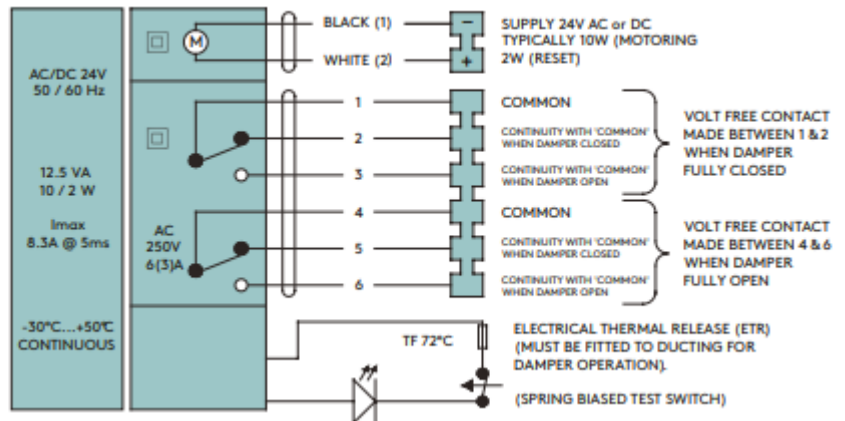 AC/DC 24V
50 / 60 Hz
12.5 VA
10 / 2 W
Imax
8.3A @ 5ms
-30°C...+50°C
CONTINUOUS
M
AC
250V
6(3)A
BLACK (1)
WHITE (2)
−
+
SUPPLY 24V AC or DC
TYPICALLY 10W (MOTORING
2W (RESET)
1
COMMON
2
CONTINUITY WITH 'COMMON'
WHEN DAMPER CLOSED
3
CONTINUITY WITH 'COMMON'
WHEN DAMPER OPEN
VOLT FREE CONTACT
MADE BETWEEN 1 & 2
WHEN DAMPER
FULLY CLOSED
4
COMMON
5
CONTINUITY WITH 'COMMON'
WHEN DAMPER CLOSED
6
CONTINUITY WITH 'COMMON'
WHEN DAMPER OPEN
VOLT FREE CONTACT
MADE BETWEEN 4 & 6
WHEN DAMPER
FULLY OPEN
TF 72°C
ELECTRICAL THERMAL RELEASE (ETR)
(MUST BE FITTED TO DUCTING FOR
DAMPER OPERATION).
(SPRING BIASED TEST SWITCH)